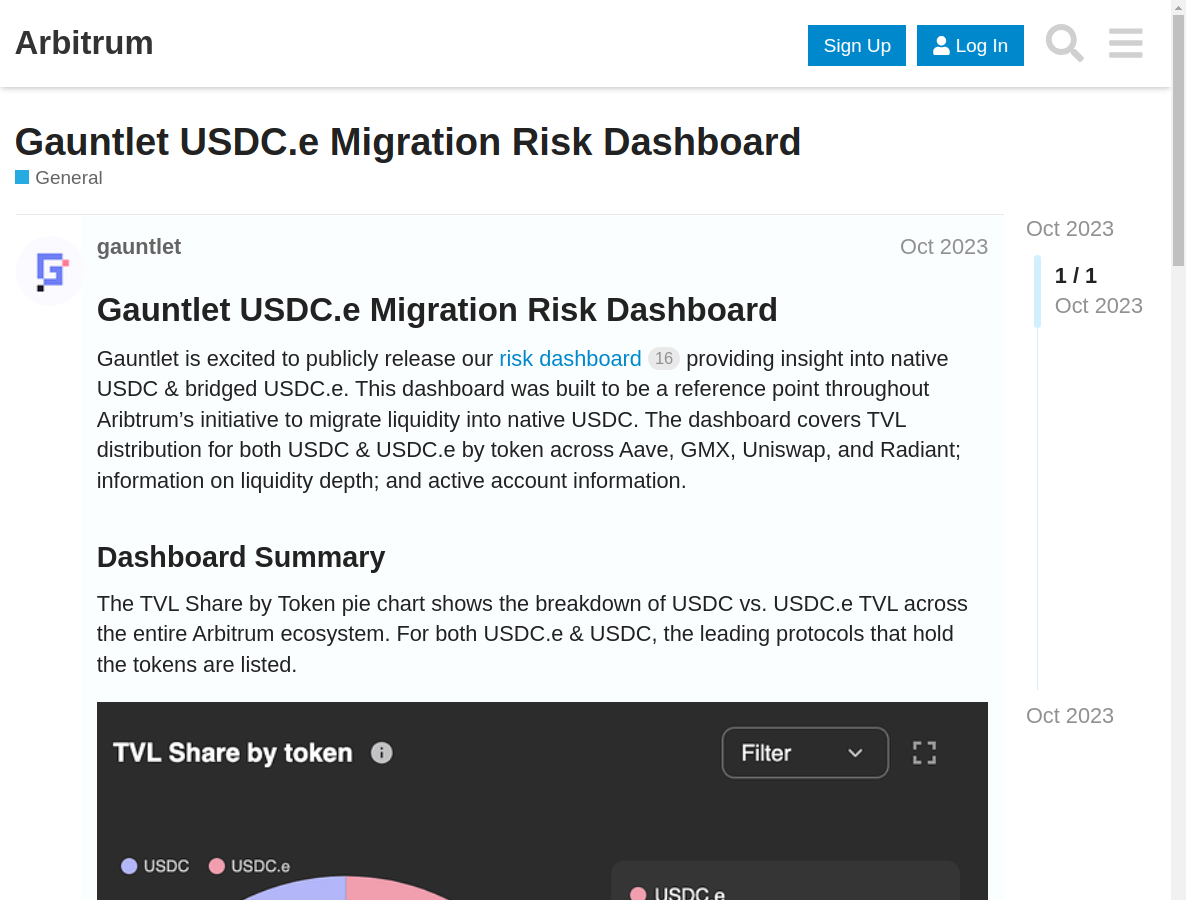 Arbitrum
Sign Up
Log In
Gauntlet USDC.e Migration Risk Dashboard
General
gauntlet
Oct 2023
Oct 2023
1 / 1
Oct 2023
Gauntlet USDC.e Migration Risk Dashboard
Gauntlet is excited to publicly release our risk dashboard 16 providing insight into native
USDC & bridged USDC.e. This dashboard was built to be a reference point throughout
Aribtrum’s initiative to migrate liquidity into native USDC. The dashboard covers TVL
distribution for both USDC & USDC.e by token across Aave, GMX, Uniswap, and Radiant;
information on liquidity depth; and active account information.
Dashboard Summary
The TVL Share by Token pie chart shows the breakdown of USDC vs. USDC.e TVL across
the entire Arbitrum ecosystem. For both USDC.e & USDC, the leading protocols that hold
the tokens are listed.
Oct 2023
TVL Share by token
Filter
USDC
USDC.e
USDC.e